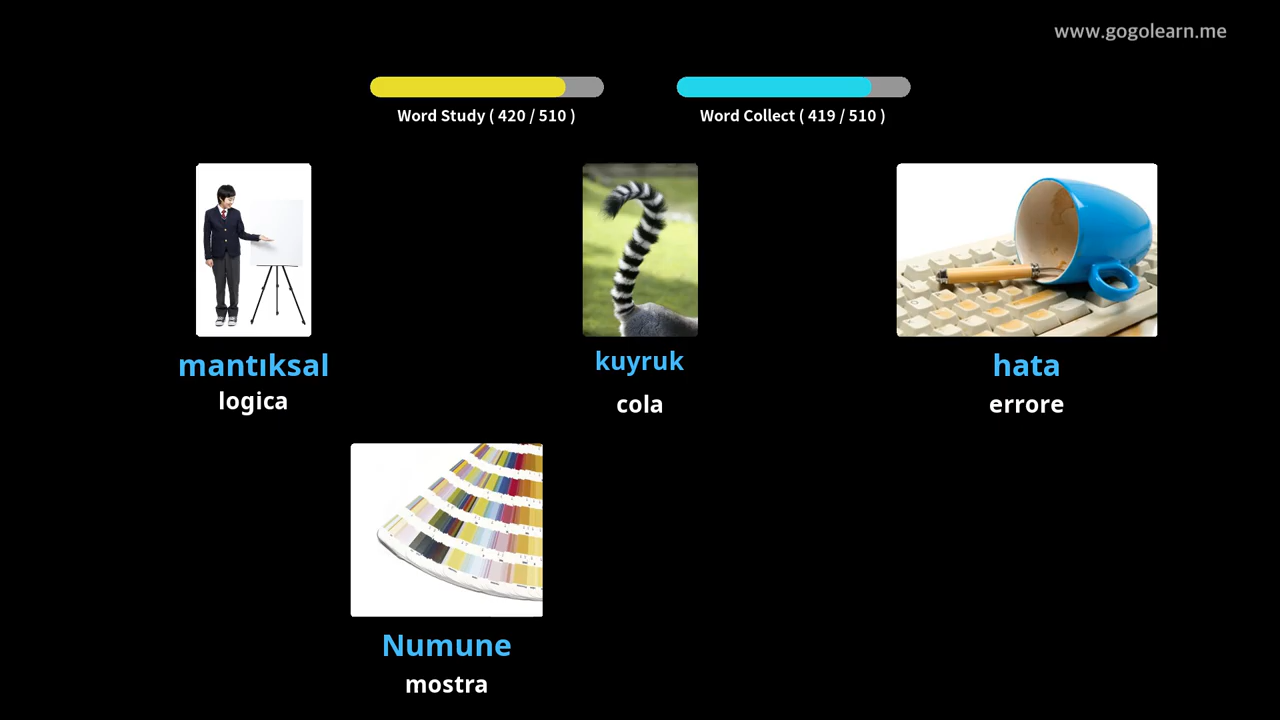 www.gogolearn.me
Word Study ( 420 / 510 )
Word Collect ( 419 / 510 )
mantıksal
logica
kuyruk
cola
hata
errore
Numune
mostra